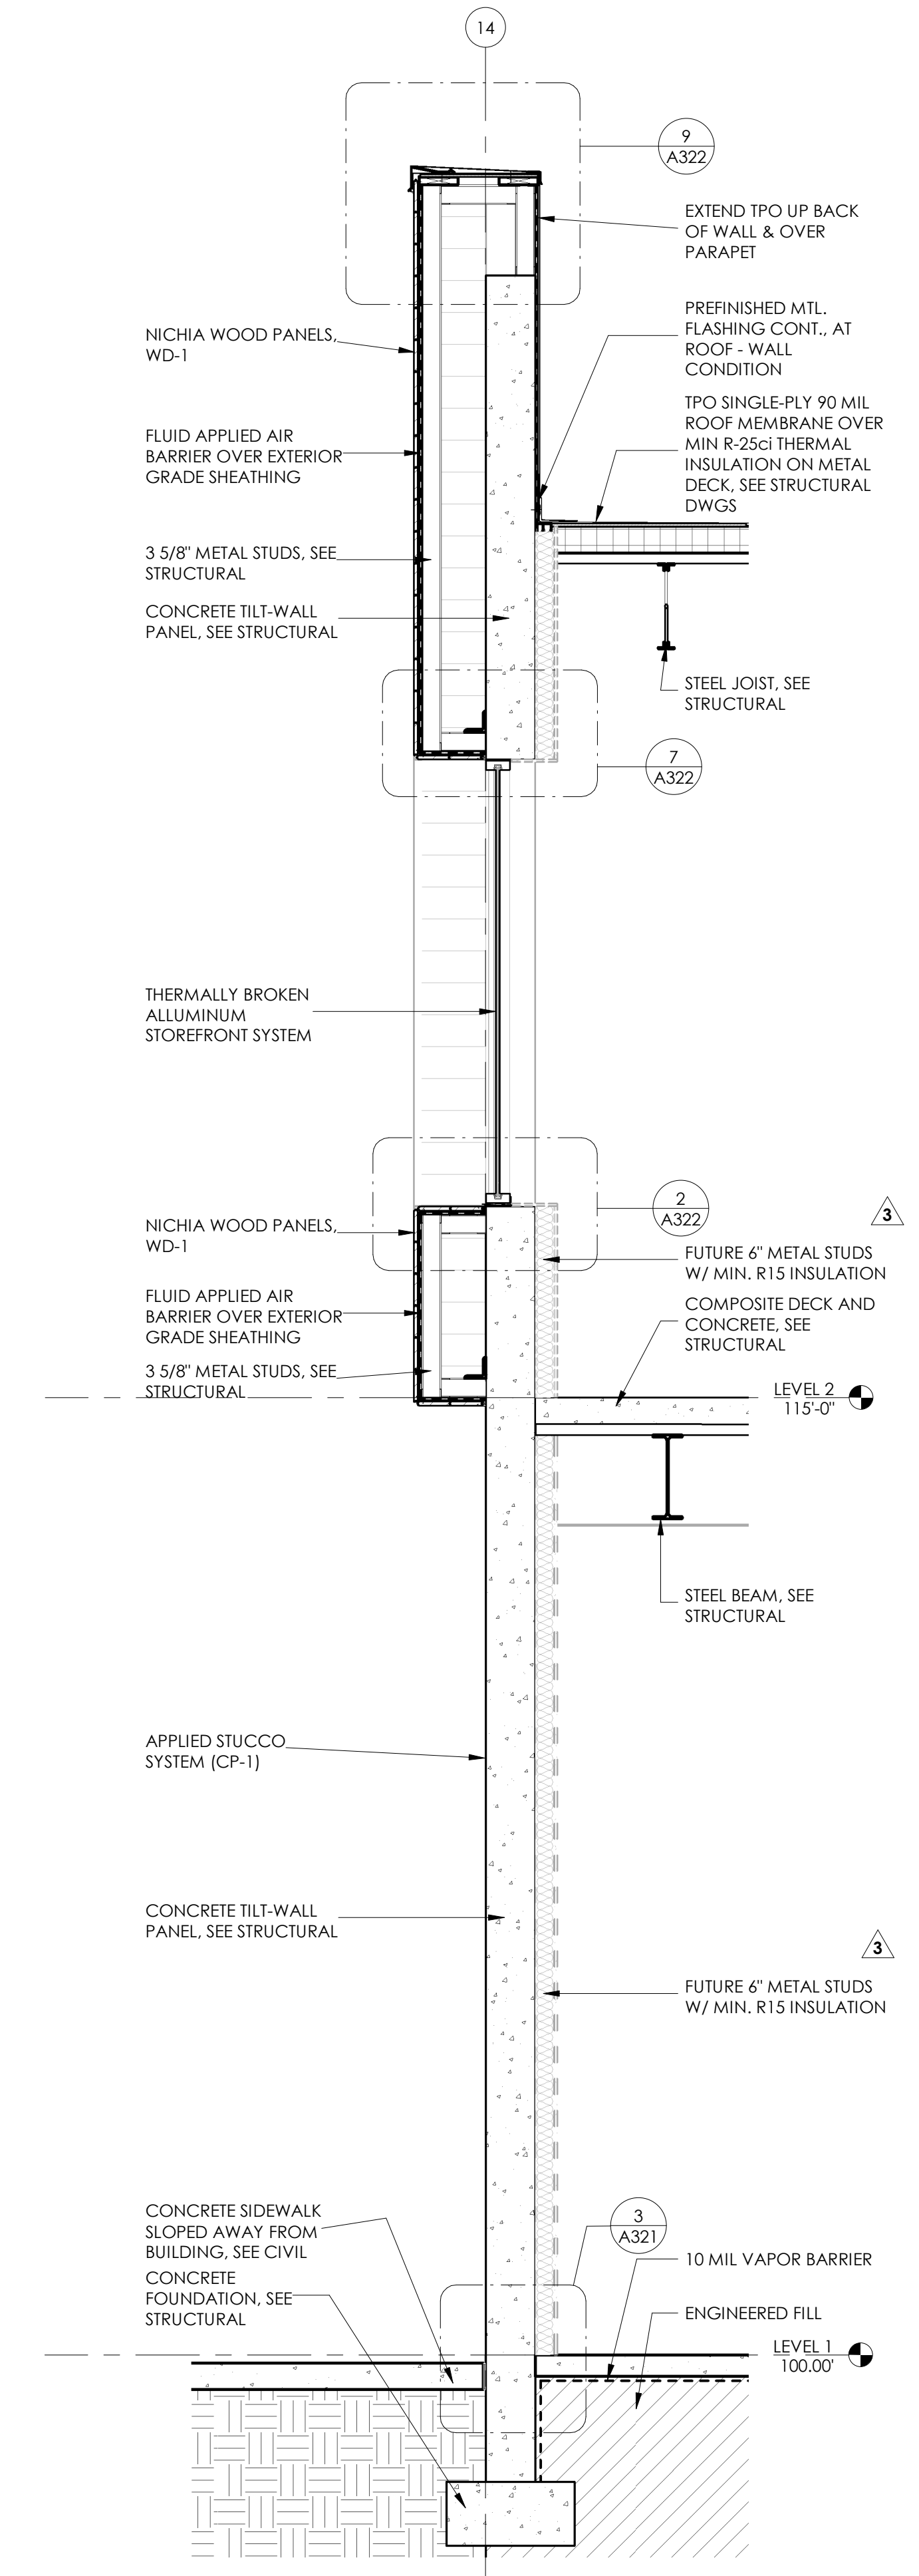 14
9
A322
EXTEND TPO UP BACK
OF WALL & OVER
PARAPET
PREFINISHED MTL.
FLASHING CONT., AT
ROOF - WALL
CONDITION
NICHIA WOOD PANELS,
WD-1
TPO SINGLE-PLY 90 MIL
ROOF MEMBRANE OVER
MIN R-25ci THERMAL
INSULATION ON METAL
DECK, SEE STRUCTURAL
DWGS
FLUID APPLIED AIR
BARRIER OVER EXTERIOR
GRADE SHEATHING
3 5/8" METAL STUDS, SEE
STRUCTURAL
CONCRETE TILT-WALL
PANEL, SEE STRUCTURAL
STEEL JOIST, SEE
STRUCTURAL
7
A322
THERMALLY BROKEN
ALLUMINUM
STOREFRONT SYSTEM
2
A322
3
NICHIA WOOD PANELS,
WD-1
FUTURE 6" METAL STUDS
W/ MIN. R15 INSULATION
FLUID APPLIED AIR
BARRIER OVER EXTERIOR
GRADE SHEATHING
COMPOSITE DECK AND
CONCRETE, SEE
STRUCTURAL
3 5/8" METAL STUDS, SEE
STRUCTURAL
LEVEL 2
115'-0"
STEEL BEAM, SEE
STRUCTURAL
APPLIED STUCCO
SYSTEM (CP-1)
CONCRETE TILT-WALL
PANEL, SEE STRUCTURAL
3
FUTURE 6" METAL STUDS
W/ MIN. R15 INSULATION
CONCRETE SIDEWALK
SLOPED AWAY FROM
BUILDING, SEE CIVIL
3
A321
10 MIL VAPOR BARRIER
CONCRETE
FOUNDATION, SEE
STRUCTURAL
ENGINEERED FILL
LEVEL 1
100.00'